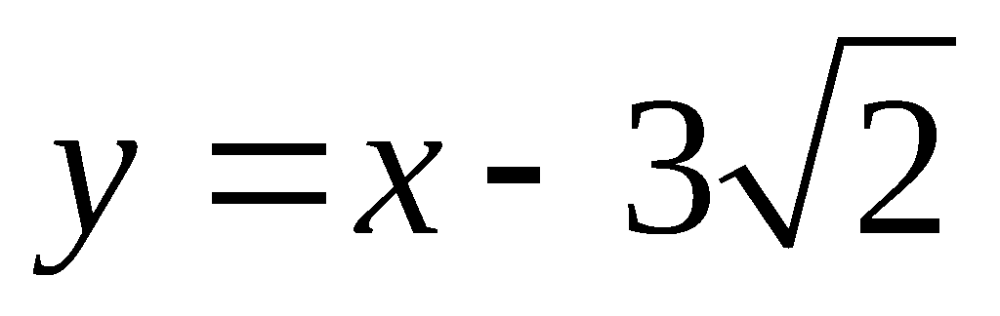 y = x - 3√2